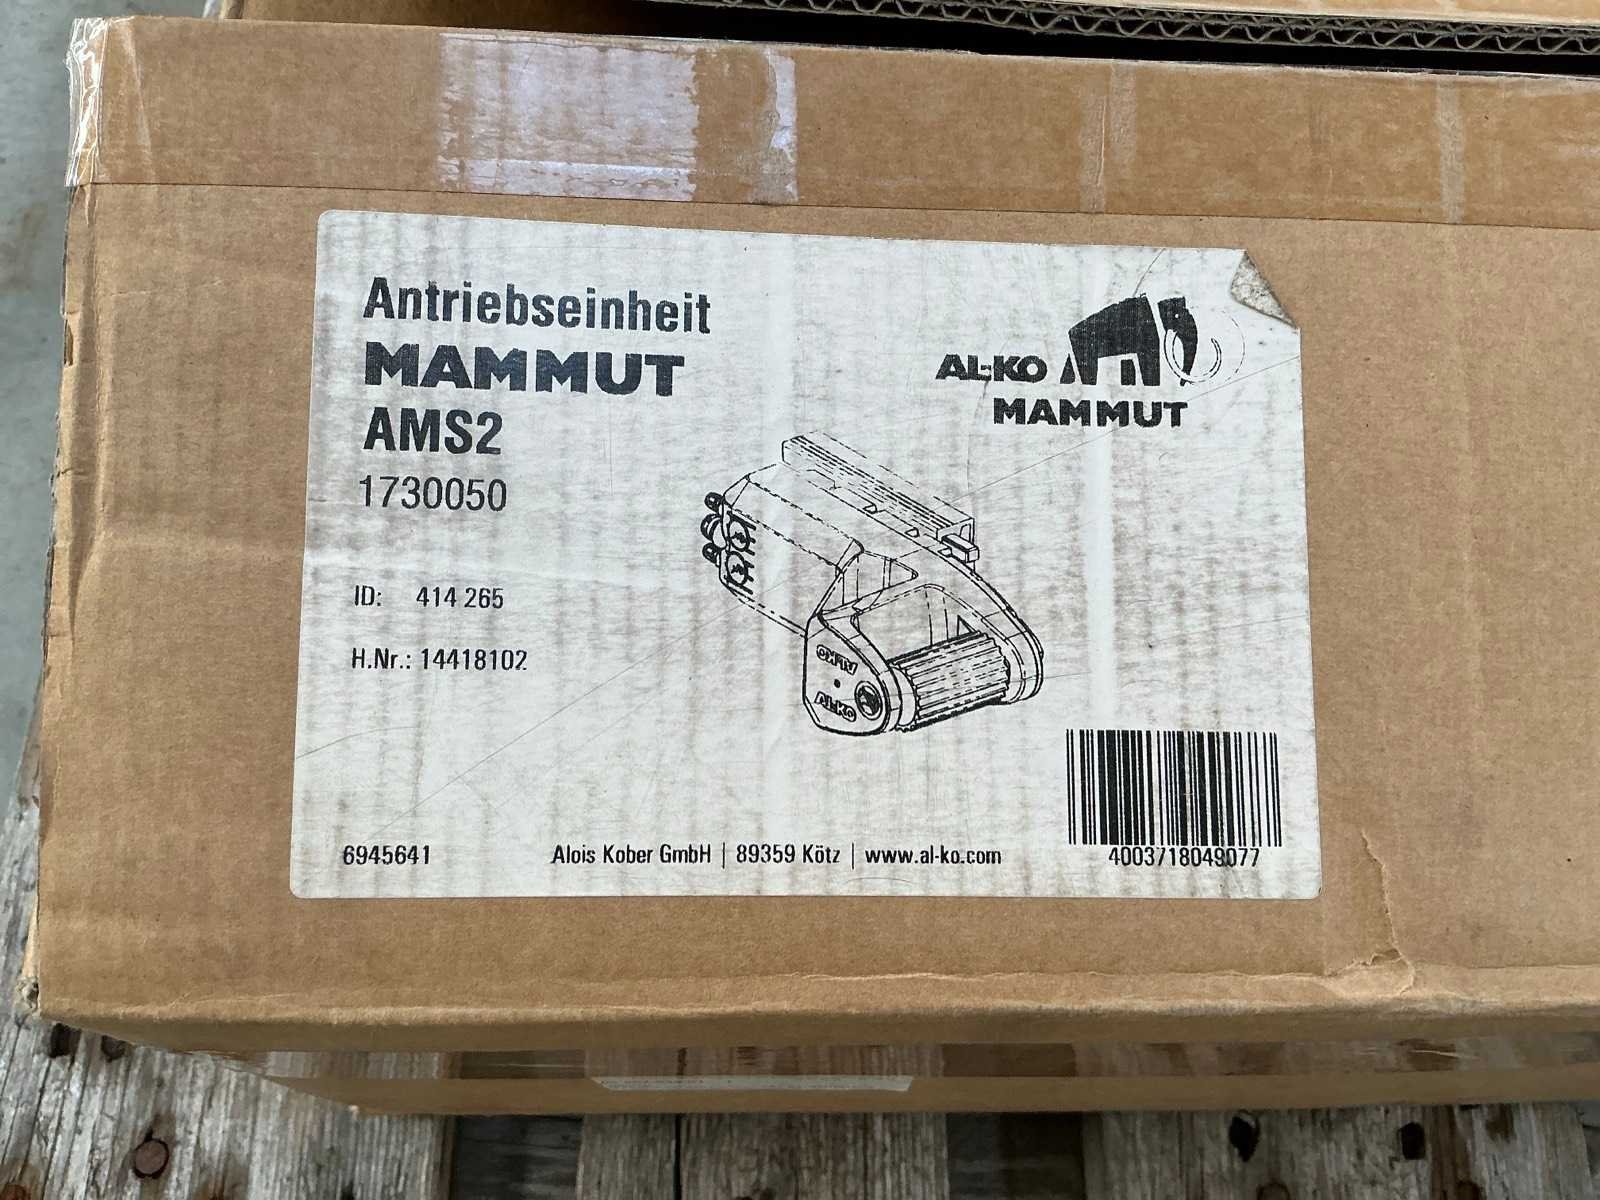 Antriebseinheit
MAMMUT
AMS2
1730050
ID: 414 265
H.Nr.: 14418102
AL-KO
MAMMUT
AL-KO
AL-KO
6945641
Alois Kober GmbH | 89359 Kötz | www.al-ko.com
4003718049077